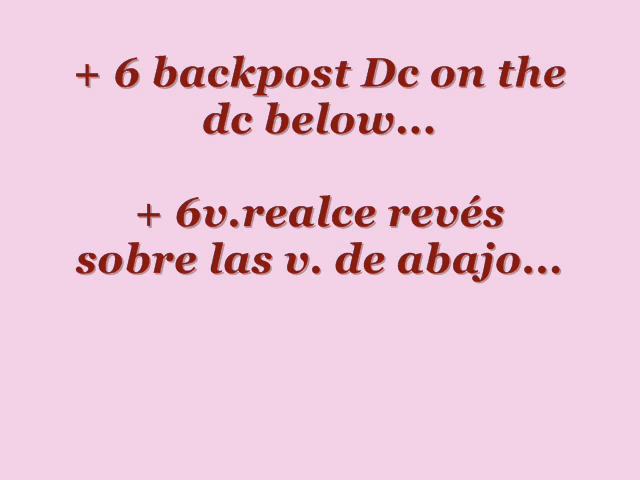 + 6 backpost Dc on the
dc below...
+ 6v.realce revés
sobre las v. de abajo...